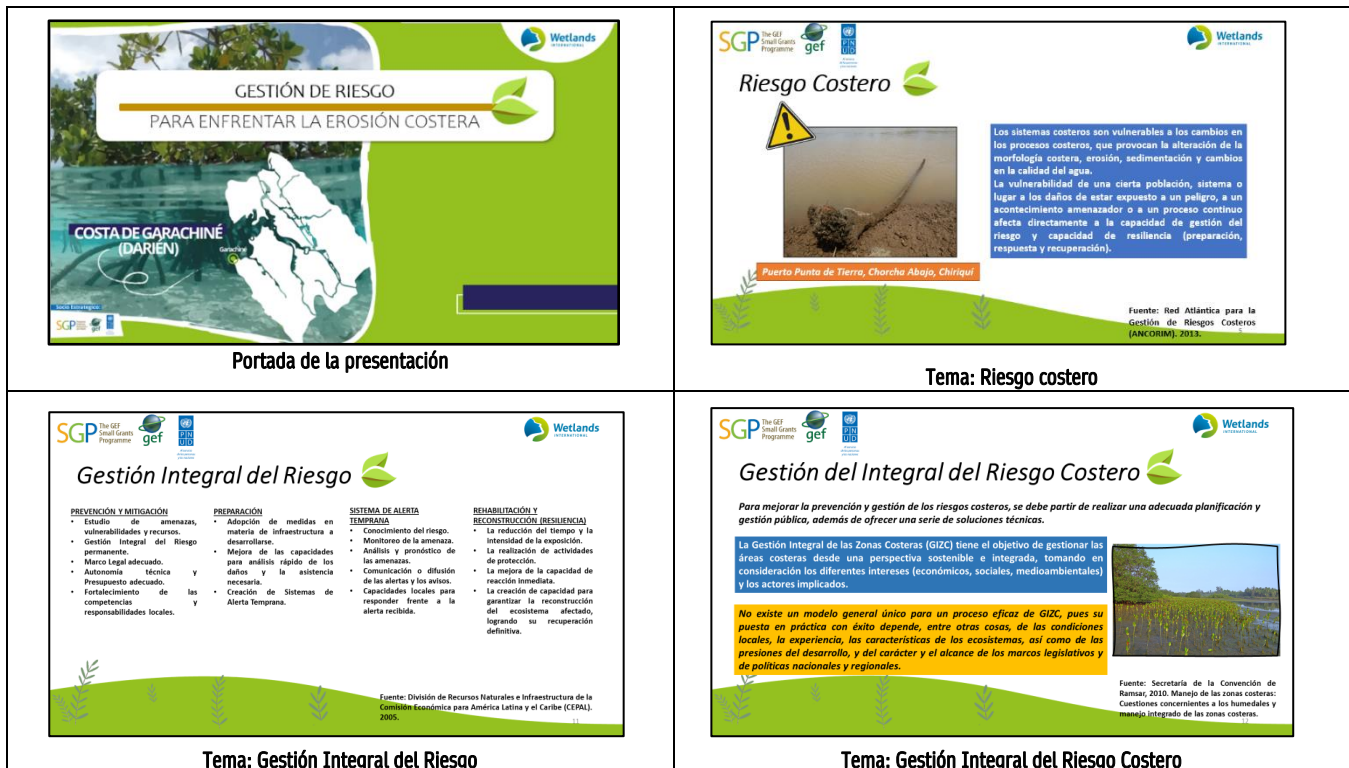 Wetlands
INTERNATIONAL
GESTIÓN DE RIESGO
PARA ENFRENTAR LA EROSIÓN COSTERA
COSTA DE GARACHINÉ
(DARIÉN)
Garachiné
Socio Estratégico
SGP
Portada de la presentación
SGP The GEF
Small Grants
Programme
gef
P N
U D
Wetlands
INTERNATIONAL
Riesgo Costero
Los sistemas costeros son vulnerables a los cambios en
los procesos costeros, que provocan la alteración de la
morfología costera, erosión, sedimentación y cambios
en la calidad del agua.
La vulnerabilidad de una cierta población, sistema o
lugar a los daños de estar expuesto a un peligro, a un
acontecimiento amenazador o a un proceso continuo
afecta directamente a la capacidad de gestión del
riesgo y capacidad de resiliencia (preparación,
respuesta y recuperación).
Puerto Punta de Tierra, Chorcha Abajo, Chiriquí
Fuente: Red Atlántica para la
Gestión de Riesgos Costeros
(ANCORIM). 2013.
Tema: Riesgo costero
SGP The GEF
Small Grants
Programme
gef
P N
U D
Wetlands
INTERNATIONAL
Gestión Integral del Riesgo
PREVENCIÓN Y MITIGACIÓN
• Estudio de amenazas,
vulnerabilidades y recursos.
• Gestión Integral del Riesgo
permanente.
• Marco Legal adecuado.
• Autonomía técnica y
Presupuesto adecuado.
• Fortalecimiento de las
competencias y
responsabilidades locales.
PREPARACIÓN
• Adopción de medidas en
materia de infraestructura a
desarrollarse.
• Mejora de las capacidades
para análisis rápido de los
daños y la asistencia
necesaria.
• Creación de Sistemas de
Alerta Temprana.
SISTEMA DE ALERTA
TEMPRANA
• Conocimiento del riesgo.
• Monitoreo de la amenaza.
• Análisis y pronóstico de
las amenazas.
• Comunicación o difusión
de las alertas y los avisos.
• Capacidades locales para
responder frente a la
alerta recibida.
REHABILITACIÓN Y
RECONSTRUCCIÓN (RESILIENCIA)
• La reducción del tiempo y la
intensidad de la exposición.
• La realización de actividades
de protección.
• La mejora de la capacidad de
reacción inmediata.
• La creación de capacidad para
garantizar la reconstrucción
del ecosistema afectado,
logrando su recuperación
definitiva.
Fuente: División de Recursos Naturales e Infraestructura de la
Comisión Económica para América Latina y el Caribe (CEPAL).
2005.
11
Tema: Gestión Integral del Riesgo
SGP The GEF
Small Grants
Programme
gef
P N
U D
Wetlands
INTERNATIONAL
Gestión del Integral del Riesgo Costero
Para mejorar la prevención y gestión de los riesgos costeros, se debe partir de realizar una adecuada planificación y
gestión pública, además de ofrecer una serie de soluciones técnicas.
La Gestión Integral de las Zonas Costeras (GIZC) tiene el objetivo de gestionar las
áreas costeras desde una perspectiva sostenible e integrada, tomando en
consideración los diferentes intereses (económicos, sociales, medioambientales)
y los actores implicados.
No existe un modelo general único para un proceso eficaz de GIZC, pues su
puesta en práctica con éxito depende, entre otras cosas, de las condiciones
locales, la experiencia, las características de los ecosistemas, así como de las
presiones del desarrollo, y del carácter y el alcance de los marcos legislativos y
de políticas nacionales y regionales.
Fuente: Secretaría de la Convención de
Ramsar, 2010. Manejo de las zonas costeras:
Cuestiones concernientes a los humedales y
manejo integrado de las zonas costeras.
12
Tema: Gestión Integral del Riesgo Costero